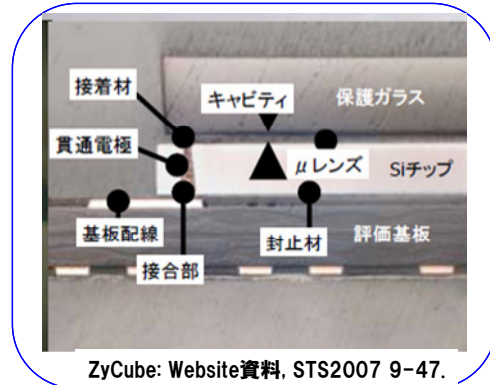 接着材
キャビティ
保護ガラス
貫通電極
μレンズ
Siチップ
基板配線
封止材
評価基板
接合部
ZyCube: Website資料, STS2007 9-47.